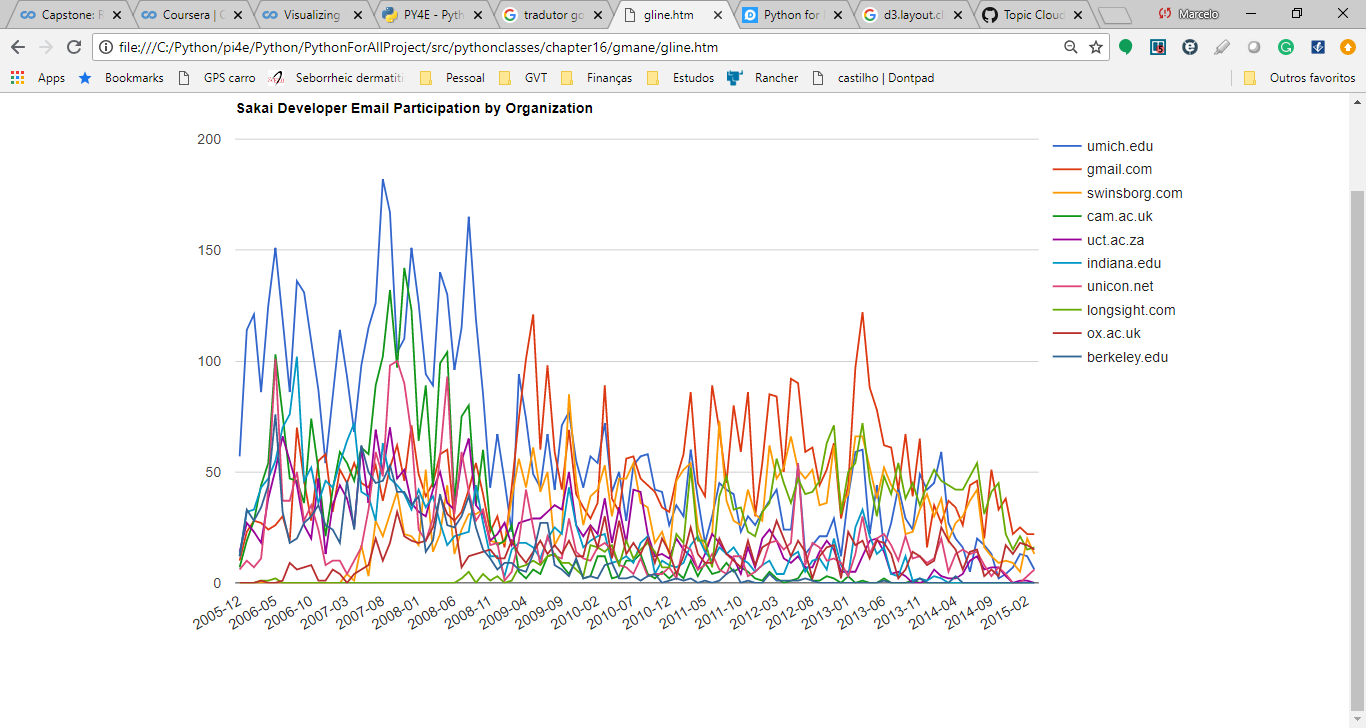 Capstone: R
Coursera | C
Visualizing
PY4E - Pyth
tradutor go
gline.htm
Python for
d3.layout.cl
Topic Cloud
Marcelo
file:///C:/Python/pi4e/Python/PythonForAllProject/src/pythonclasses/chapter16/gmane/gline.htm
Apps Bookmarks GPS carro Seborrheic dermatiti Pessoal GVT Finanças Estudos Rancher castilho | Dontpad Outros favoritos
Sakai Developer Email Participation by Organization
200
150
100
50
0
2005-12 2006-05 2006-10 2007-03 2007-08 2008-01 2008-06 2008-11 2009-04 2009-09 2010-02 2010-07 2010-12 2011-05 2011-10 2012-03 2012-08 2013-01 2013-06 2013-11 2014-04 2014-09 2015-02
umich.edu
gmail.com
swinsborg.com
cam.ac.uk
uct.ac.za
indiana.edu
unicon.net
longsight.com
ox.ac.uk
berkeley.edu